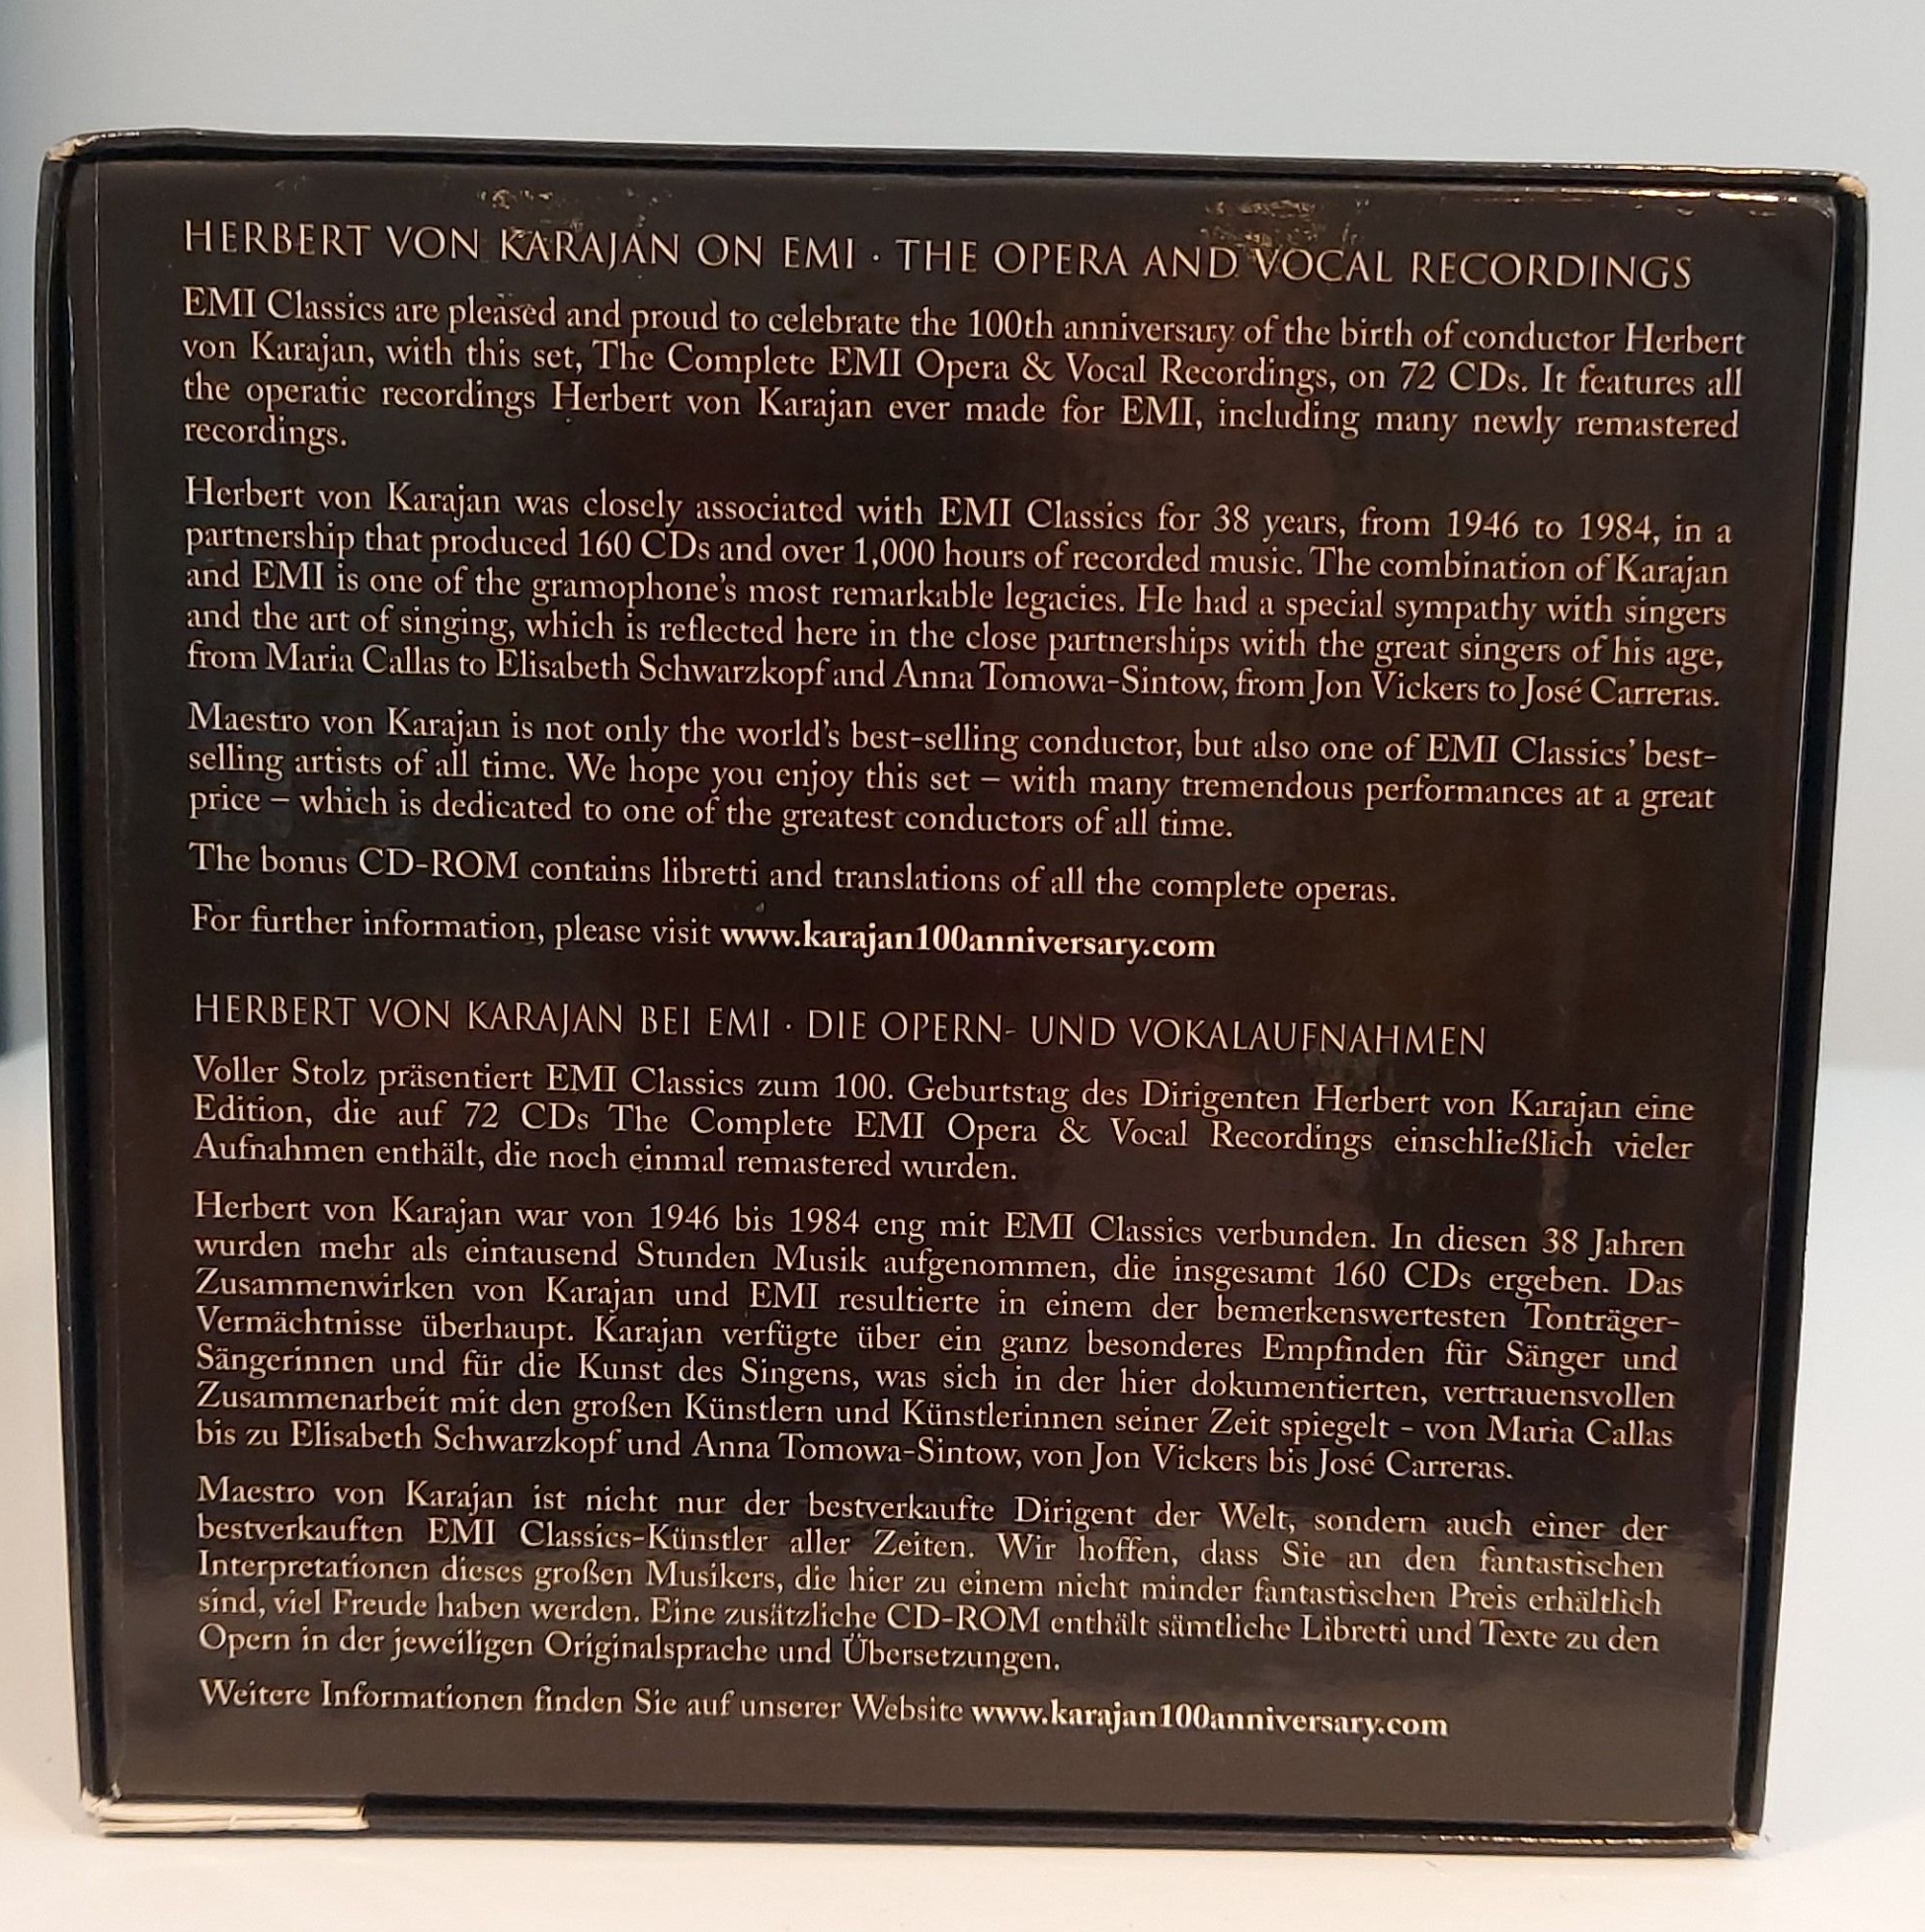 HERBERT VON KARAJAN ON EMI · THE OPERA AND VOCAL RECORDINGS
EMI Classics are pleased and proud to celebrate the 100th anniversary of the birth of conductor Herbert
von Karajan, with this set, The Complete EMI Opera & Vocal Recordings, on 72 CDs. It features all
the operatic recordings Herbert von Karajan ever made for EMI, including many newly remastered
recordings.
Herbert von Karajan was closely associated with EMI Classics for 38 years, from 1946 to 1984, in a
partnership that produced 160 CDs and over 1,000 hours of recorded music. The combination of Karajan
and EMI is one of the gramophone's most remarkable legacies. He had a special sympathy with singers
and the art of singing, which is reflected here in the close partnerships with the great singers of his age,
from Maria Callas to Elisabeth Schwarzkopf and Anna Tomowa-Sintow, from Jon Vickers to José Carreras.
Maestro von Karajan is not only the world's best-selling conductor, but also one of EMI Classics' best-
selling artists of all time. We hope you enjoy this set – with many tremendous performances at a great
price – which is dedicated to one of the greatest conductors of all time.
The bonus CD-ROM contains libretti and translations of all the complete operas.
For further information, please visit www.karajan100anniversary.com
HERBERT VON KARAJAN BEI EMI · DIE OPERN- UND VOKALAUFNAHMEN
Voller Stolz präsentiert EMI Classics zum 100. Geburtstag des Dirigenten Herbert von Karajan eine
Edition, die auf 72 CDs The Complete EMI Opera & Vocal Recordings einschließlich vieler
Aufnahmen enthält, die noch einmal remastered wurden.
Herbert von Karajan war von 1946 bis 1984 eng mit EMI Classics verbunden. In diesen 38 Jahren
wurden mehr als eintausend Stunden Musik aufgenommen, die insgesamt 160 CDs ergeben. Das
Zusammenwirken von Karajan und EMI resultierte in einem der bemerkenswertesten Tonträger-
Vermächtnisse überhaupt. Karajan verfügte über ein ganz besonderes Empfinden für Sänger und
Sängerinnen und für die Kunst des Singens, was sich in der hier dokumentierten, vertrauensvollen
Zusammenarbeit mit den großen Künstlern und Künstlerinnen seiner Zeit spiegelt - von Maria Callas
bis zu Elisabeth Schwarzkopf und Anna Tomowa-Sintow, von Jon Vickers bis José Carreras.
Maestro von Karajan ist nicht nur der bestverkaufte Dirigent der Welt, sondern auch einer der
bestverkauften EMI Classics-Künstler aller Zeiten. Wir hoffen, dass Sie an den fantastischen
Interpretationen dieses großen Musikers, die hier zu einem nicht minder fantastischen Preis erhältlich
sind, viel Freude haben werden. Eine zusätzliche CD-ROM enthält sämtliche Libretti und Texte zu den
Opern in der jeweiligen Originalsprache und Übersetzungen.
Weitere Informationen finden Sie auf unserer Website www.karajan100anniversary.com